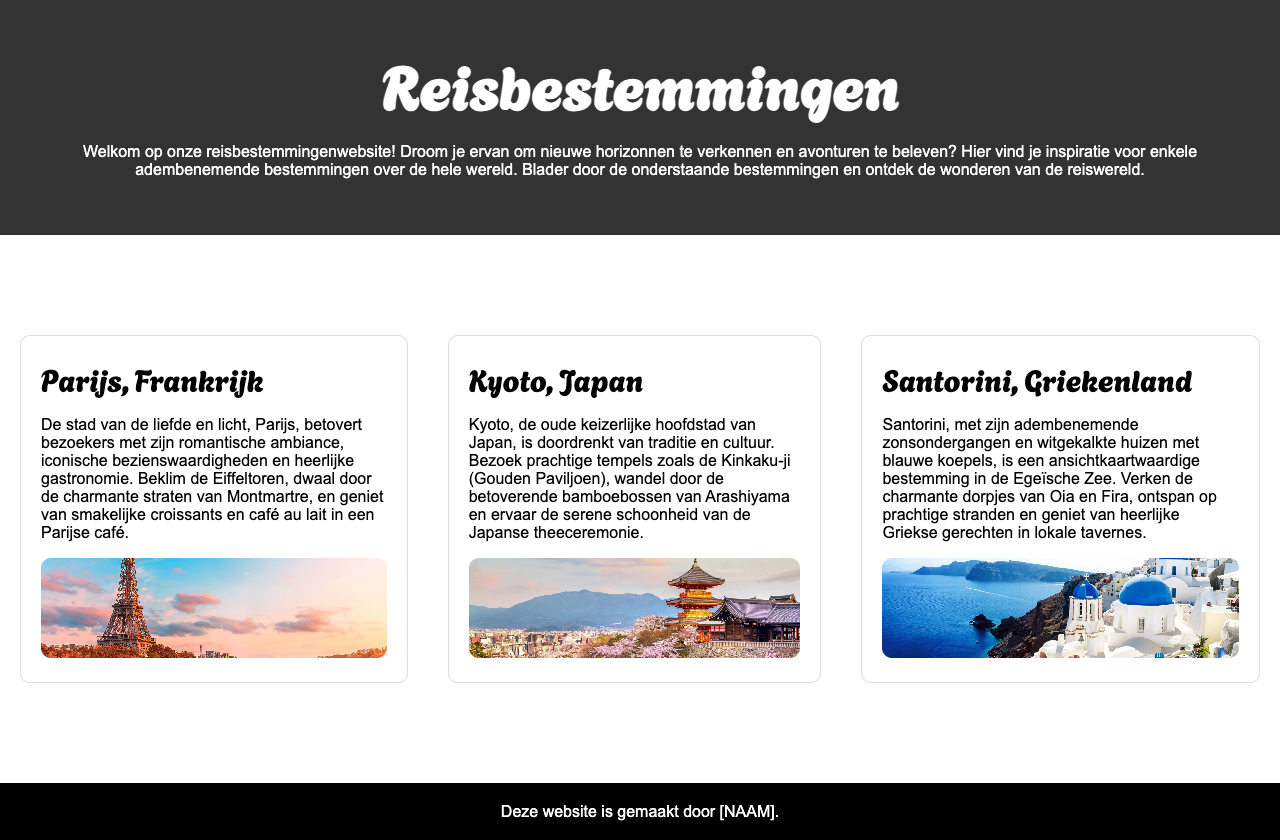 Reisbestemmingen
Welkom op onze reisbestemmingenwebsite! Droom je ervan om nieuwe horizonnen te verkennen en avonturen te beleven? Hier vind je inspiratie voor enkele
adembenemende bestemmingen over de hele wereld. Blader door de onderstaande bestemmingen en ontdek de wonderen van de reiswereld.
Parijs, Frankrijk
De stad van de liefde en licht, Parijs, betovert
bezoekers met zijn romantische ambiance,
iconische bezienswaardigheden en heerlijke
gastronomie. Beklim de Eiffeltoren, dwaal door
de charmante straten van Montmartre, en geniet
van smakelijke croissants en café au lait in een
Parijse café.
Kyoto, Japan
Kyoto, de oude keizerlijke hoofdstad van
Japan, is doordrenkt van traditie en cultuur.
Bezoek prachtige tempels zoals de Kinkaku-ji
(Gouden Paviljoen), wandel door de
betoverende bamboebossen van Arashiyama
en ervaar de serene schoonheid van de
Japanse theeceremonie.
Santorini, Griekenland
Santorini, met zijn adembenemende
zonsondergangen en witgekalkte huizen met
blauwe koepels, is een ansichtkaartwaardige
bestemming in de Egeïsche Zee. Verken de
charmante dorpjes van Oia en Fira, ontspan op
prachtige stranden en geniet van heerlijke
Griekse gerechten in lokale tavernes.
Deze website is gemaakt door [NAAM].